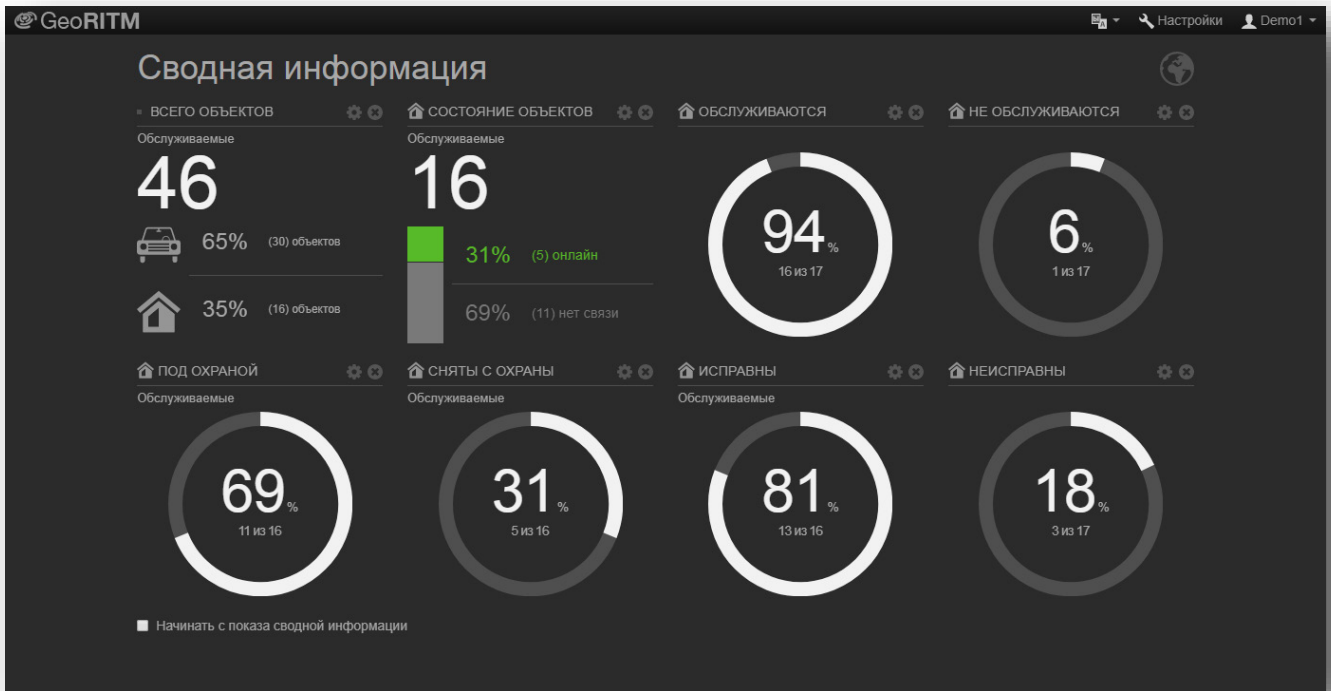 GeoRITM
Настройки
Demo1
Сводная информация
ВСЕГО ОБЪЕКТОВ
Обслуживаемые
46
65% (30) объектов
35% (16) объектов
СОСТОЯНИЕ ОБЪЕКТОВ
Обслуживаемые
16
31% (5) онлайн
69% (11) нет связи
ОБСЛУЖИВАЮТСЯ
94%
16 из 17
НЕ ОБСЛУЖИВАЮТСЯ
6%
1 из 17
ПОД ОХРАНОЙ
Обслуживаемые
69%
11 из 16
СНЯТЫ С ОХРАНЫ
Обслуживаемые
31%
5 из 16
ИСПРАВНЫ
Обслуживаемые
81%
13 из 16
НЕИСПРАВНЫ
18%
3 из 17
Начинать с показа сводной информации